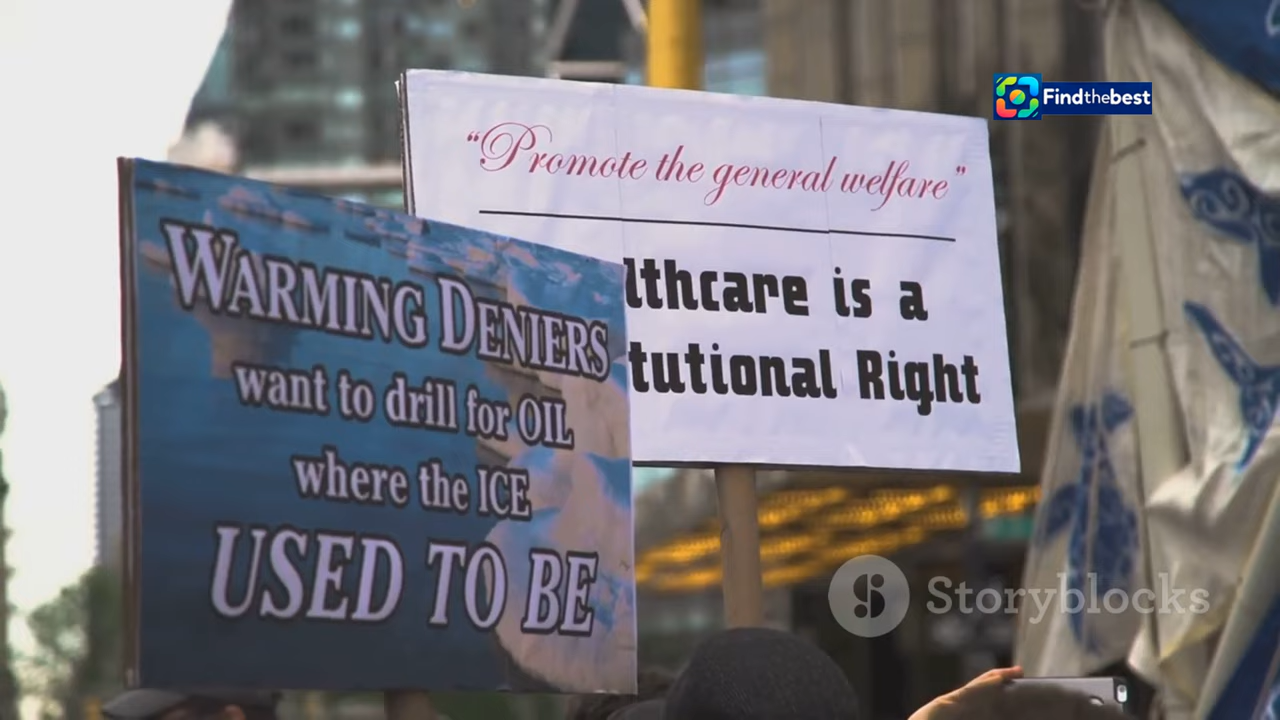 Findthebest
"Promote the general welfare"
lthcare is a
tutional Right
WARMING DENIERS
want to drill for OIL
where the ICE
USED TO BE
Storyblocks